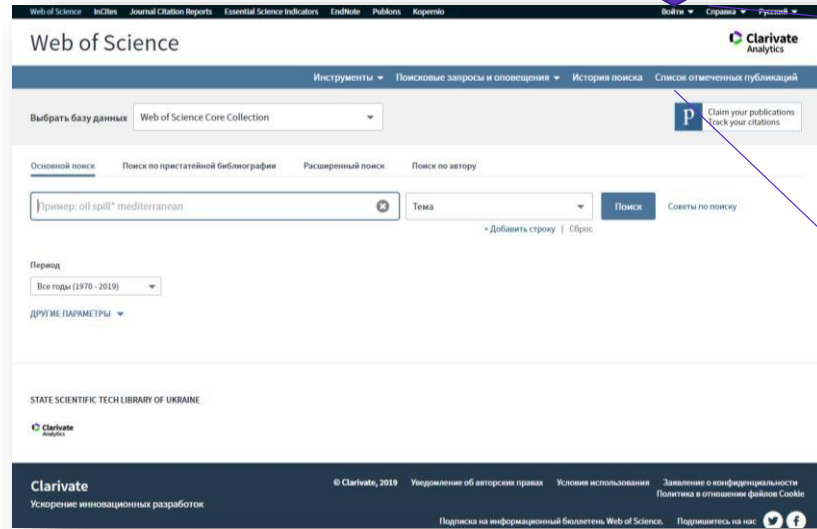 Web of Science InCites Journal Citation Reports Essential Science Indicators EndNote Publons Kopernio Войти Справка Русский
Web of Science
Clarivate
Analytics
Инструменты Поисковые запросы и оповещения История поиска Список отмеченных публикаций
Выбрать базу данных Web of Science Core Collection
p Claim your publications
Track your citations
Основной поиск Поиск по пристатейной библиографии Расширенный поиск Поиск по автору
Пример: oil spill* mediterranean Тема Поиск Советы по поиску
+ Добавить строку | Сброс
Период
Все годы (1970 - 2019)
ДРУГИЕ ПАРАМЕТРЫ
STATE SCIENTIFIC TECH LIBRARY OF UKRAINE
Clarivate
Analytics
Clarivate
Ускорение инновационных разработок
© Clarivate, 2019 Уведомление об авторских правах Условия использования Заявление о конфиденциальности
Политика в отношении файлов Cookie
Подписка на информационный бюллетень Web of Science. Подпишитесь на нас